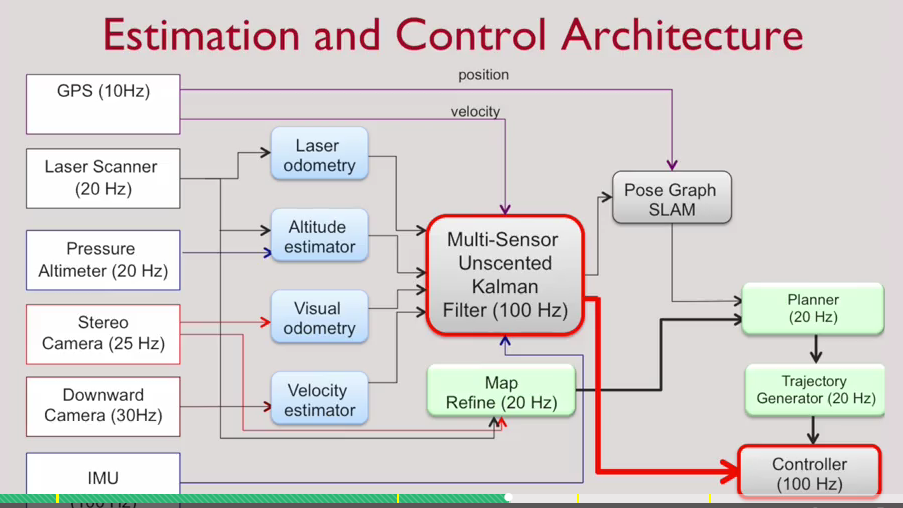 Estimation and Control Architecture
GPS (10Hz)
position
velocity
Laser Scanner
(20 Hz)
Laser
odometry
Pose Graph
SLAM
Pressure
Altimeter (20 Hz)
Altitude
estimator
Multi-Sensor
Unscented
Kalman
Filter (100 Hz)
Stereo
Camera (25 Hz)
Visual
odometry
Planner
(20 Hz)
Downward
Camera (30Hz)
Velocity
estimator
Map
Refine (20 Hz)
Trajectory
Generator (20 Hz)
IMU
(100 Hz)
Controller
(100 Hz)